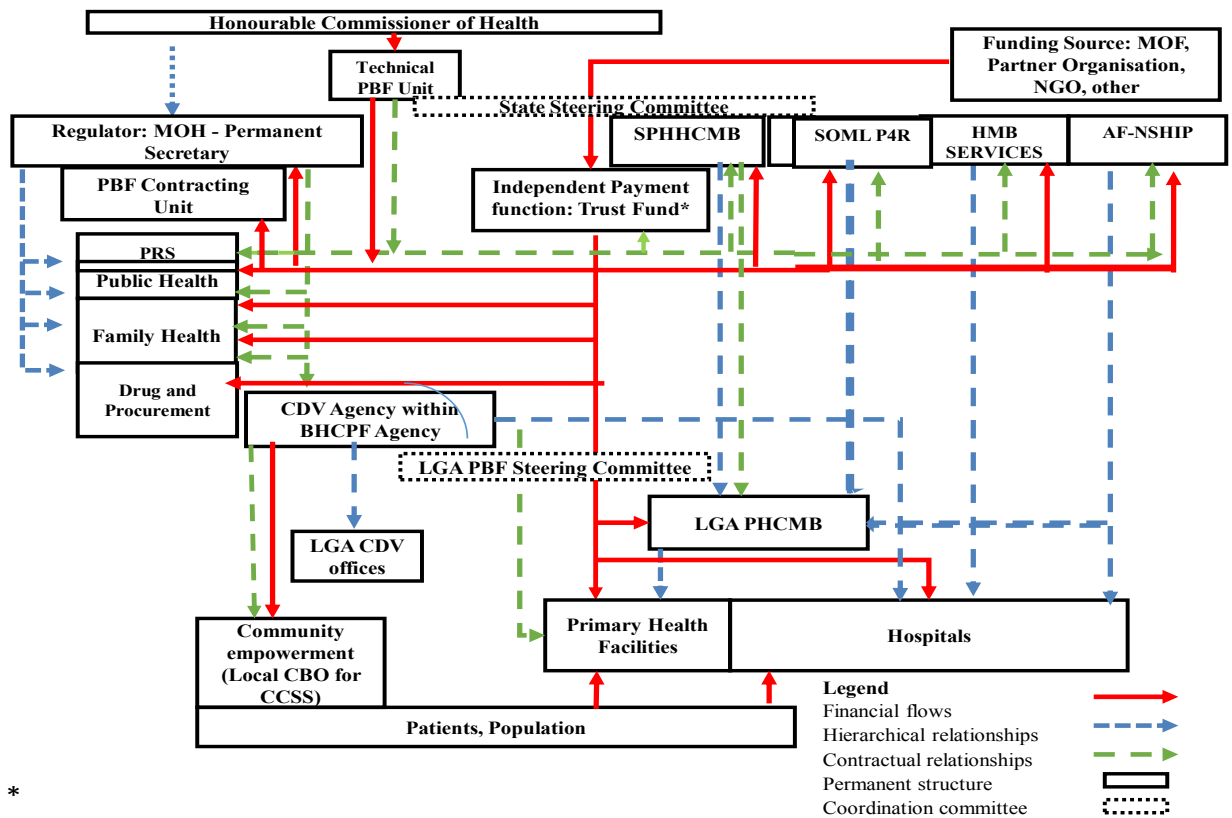 Honourable Commissioner of Health
Technical
PBF Unit
Funding Source: MOF,
Partner Organisation,
NGO, other
State Steering Committee
Regulator: MOH - Permanent
Secretary
SPHHCMB
SOML P4R
HMB
SERVICES
AF-NSHIP
PBF Contracting
Unit
Independent Payment
function: Trust Fund*
PRS
Public Health
Family Health
Drug and
Procurement
CDV Agency within
BHCPF Agency
LGA PBF Steering Committee
LGA PHCMB
LGA CDV
offices
Community
empowerment
(Local CBO for
CCSS)
Primary Health
Facilities
Hospitals
Patients, Population
Legend
Financial flows
Hierarchical relationships
Contractual relationships
Permanent structure
Coordination committee
*